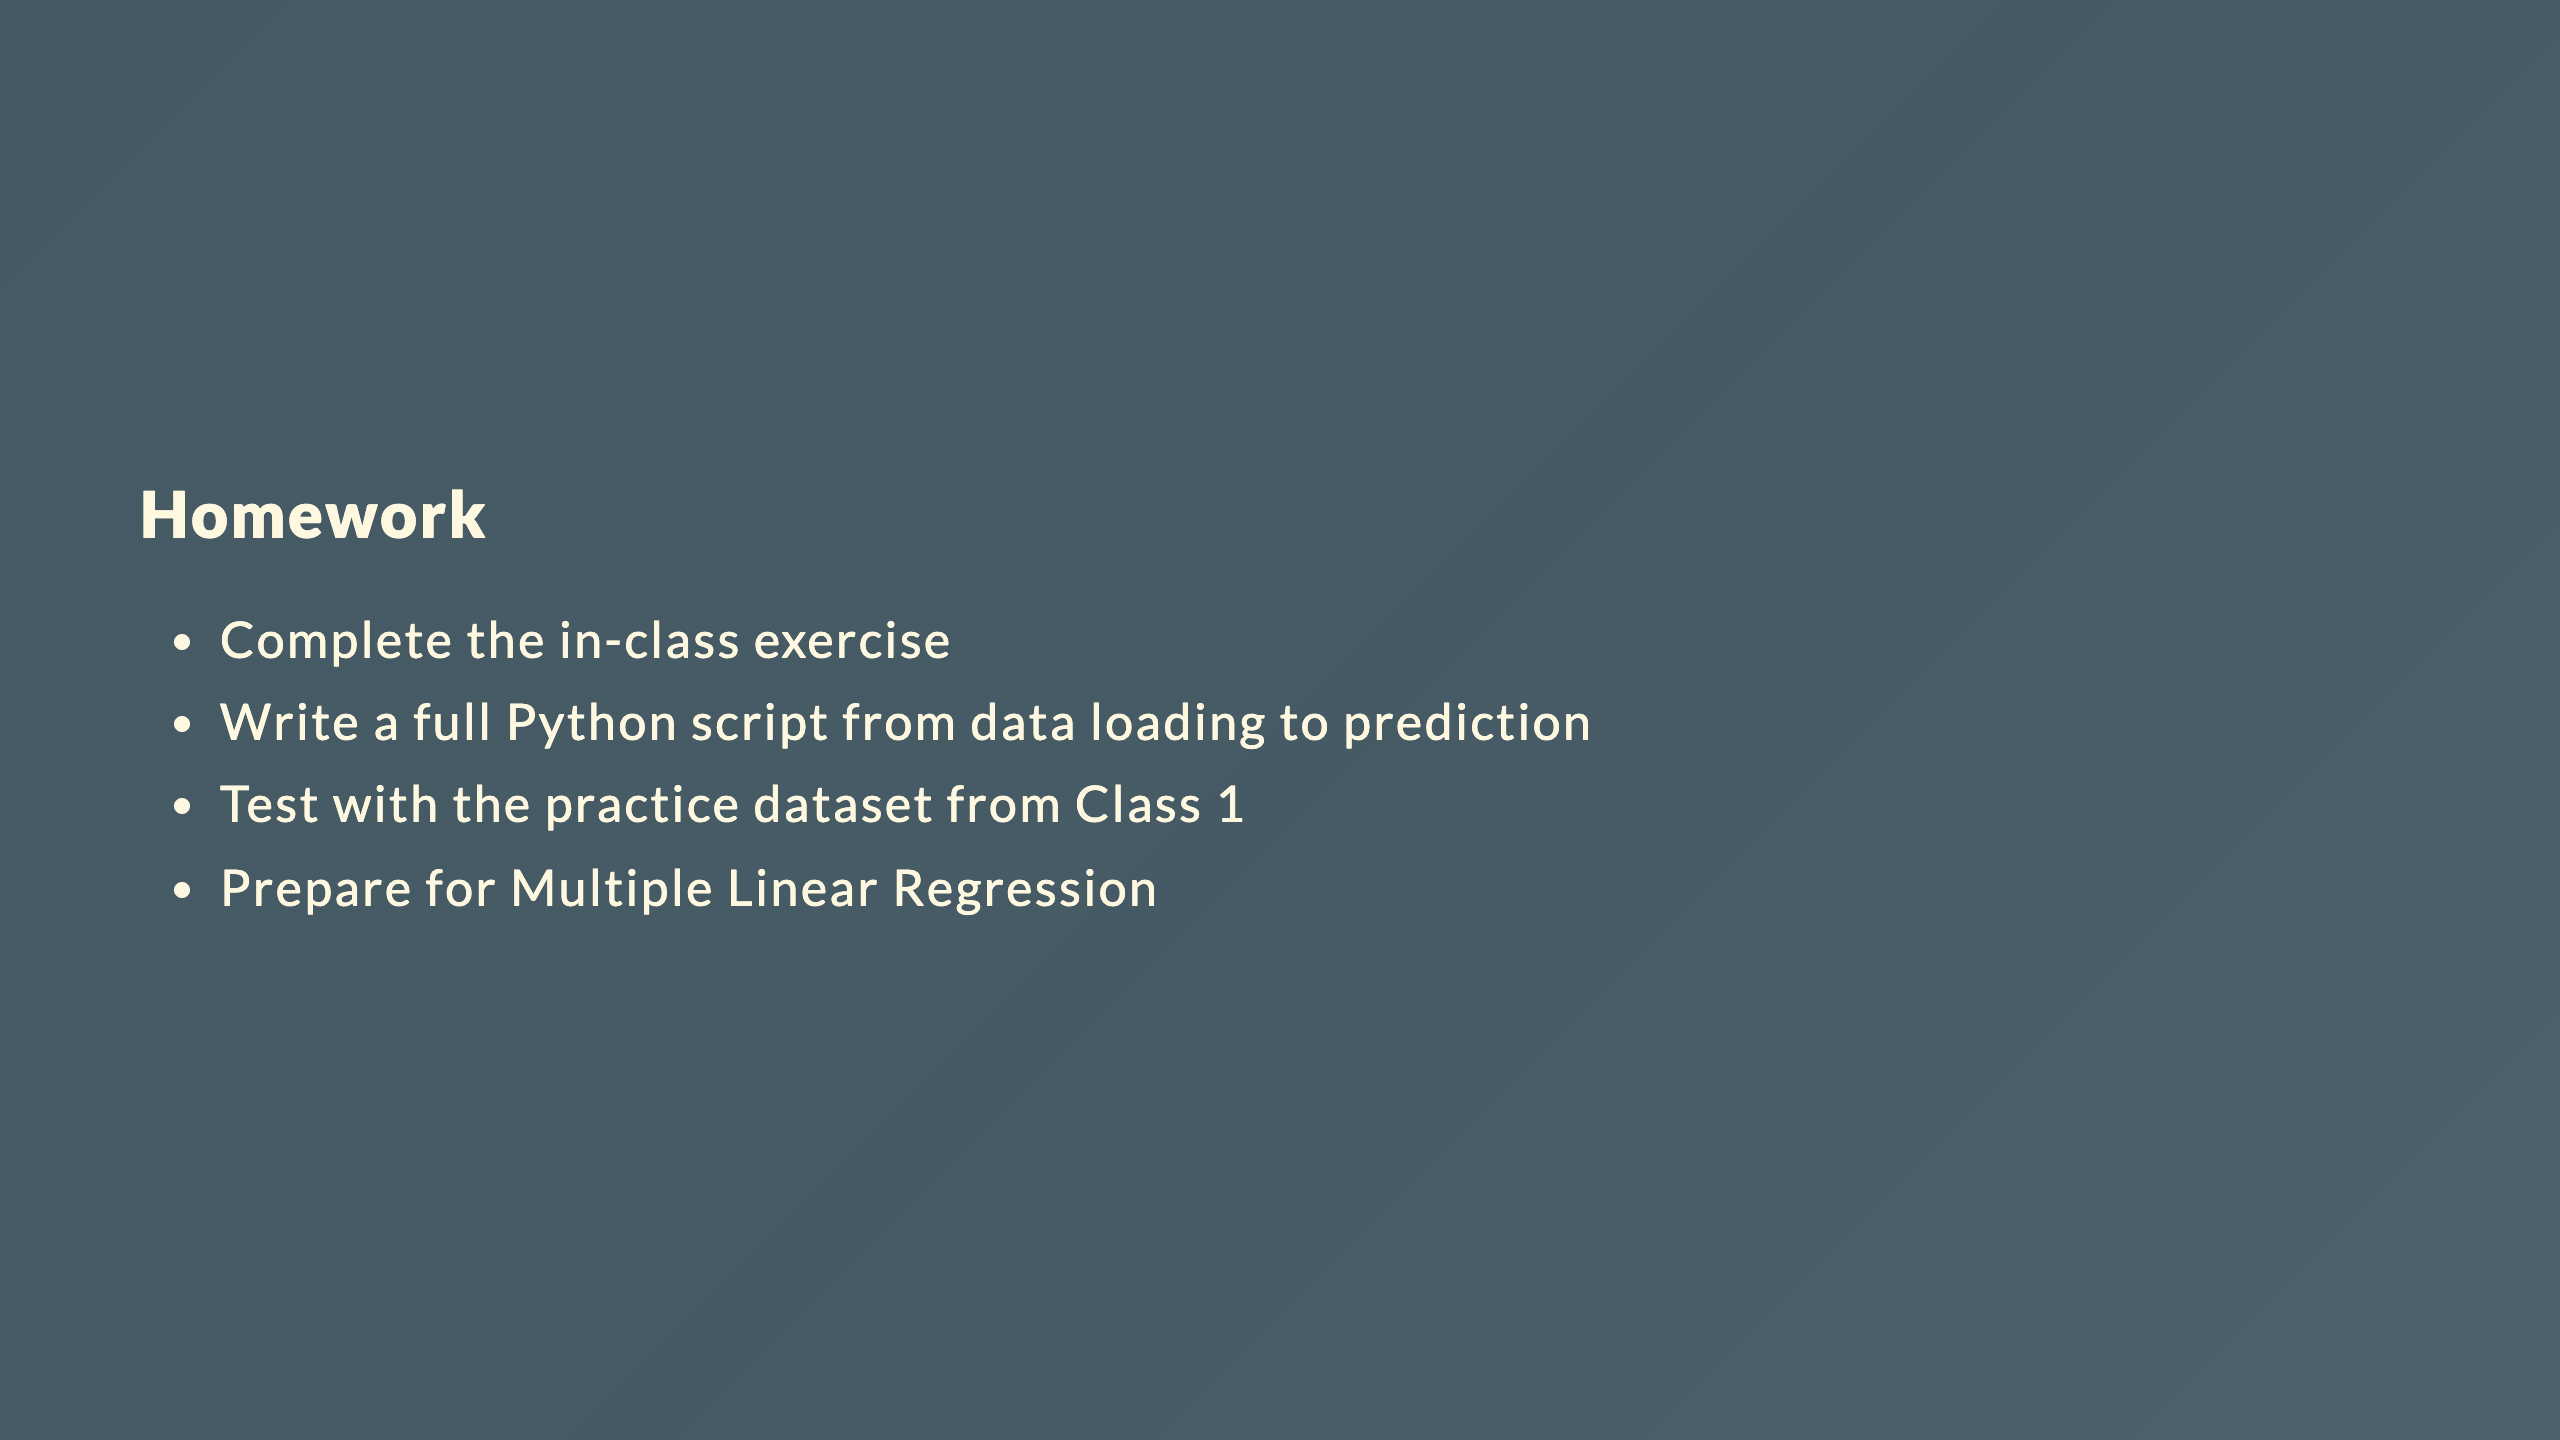 Homework
• Complete the in-class exercise
• Write a full Python script from data loading to prediction
• Test with the practice dataset from Class 1
• Prepare for Multiple Linear Regression